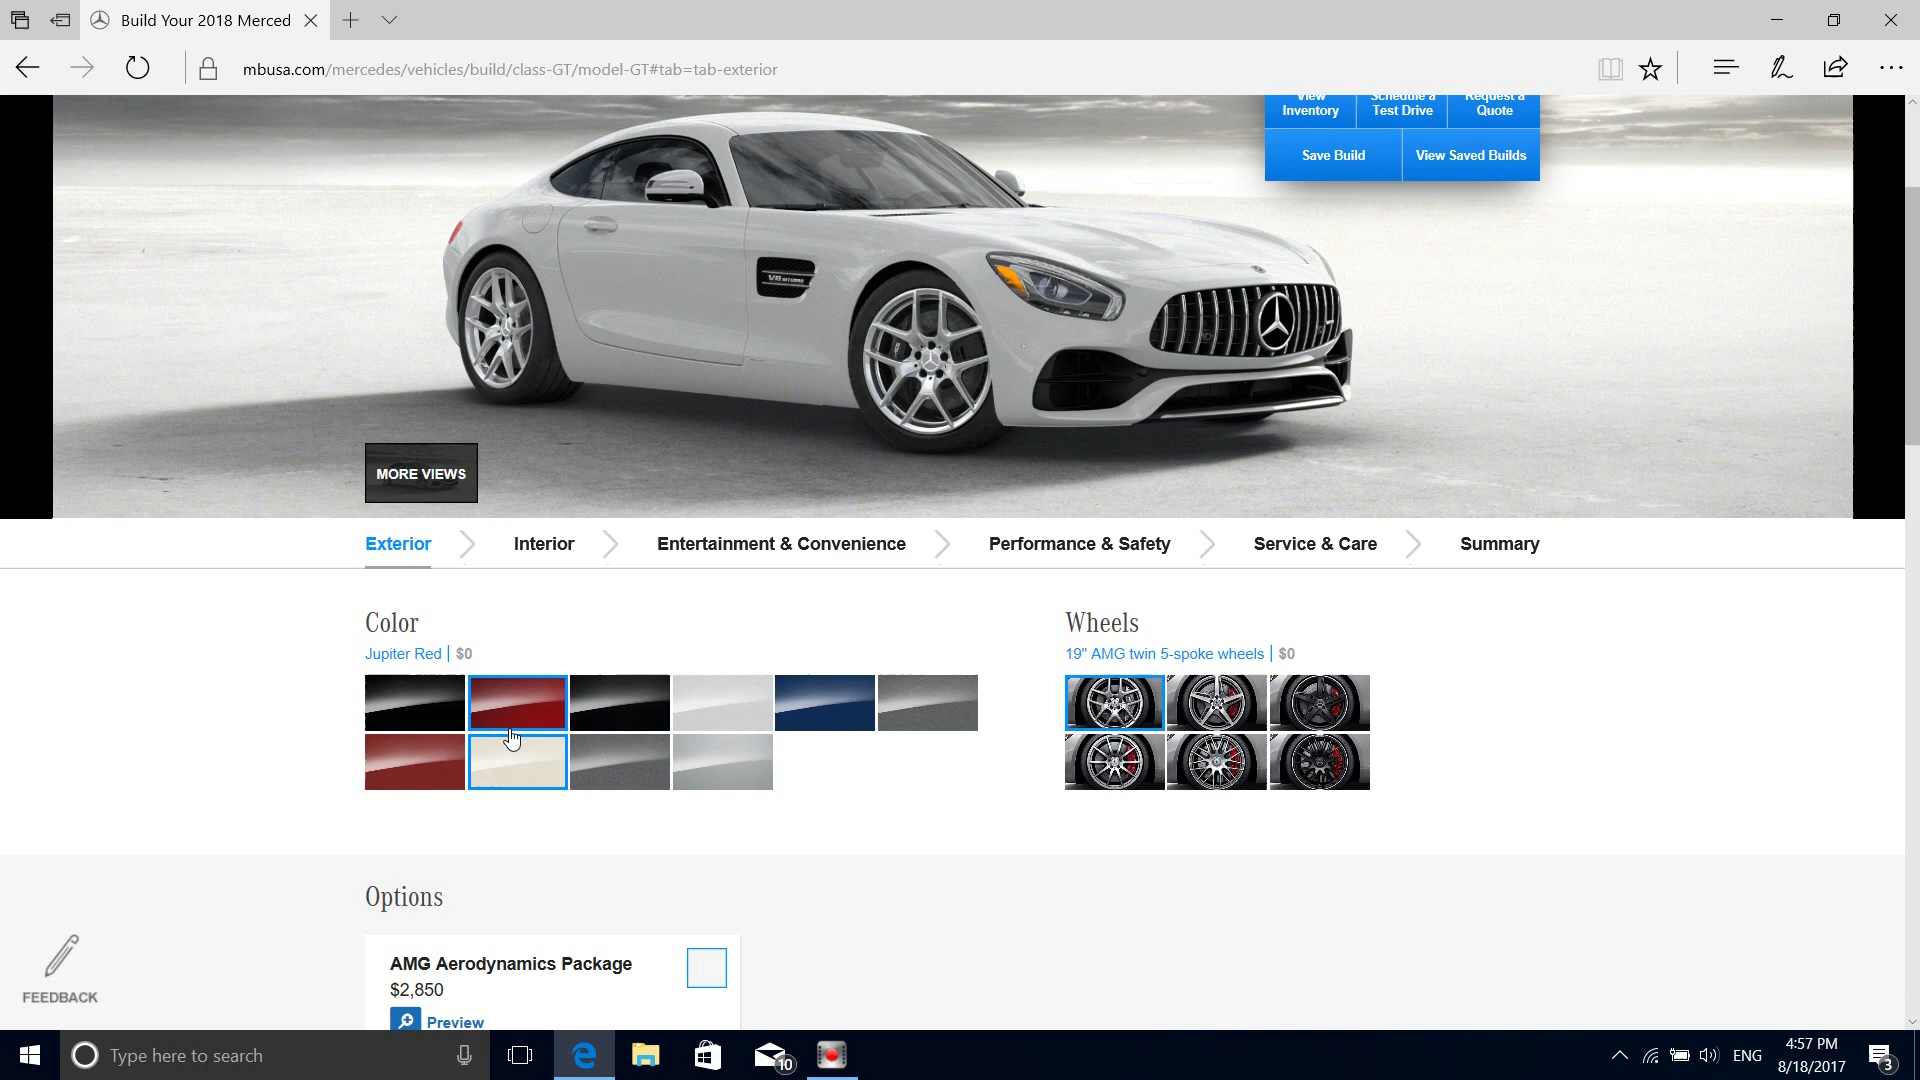 Build Your 2018 Merced
mbusa.com/mercedes/vehicles/build/class-GT/model-GT#tab=tab-exterior
View Inventory
Schedule a Test Drive
Request a Quote
Save Build
View Saved Builds
MORE VIEWS
Exterior
Interior
Entertainment & Convenience
Performance & Safety
Service & Care
Summary
Color
Jupiter Red | $0
Wheels
19" AMG twin 5-spoke wheels | $0
Options
AMG Aerodynamics Package
$2,850
Preview
FEEDBACK
Type here to search
10
ENG
4:57 PM
8/18/2017
3